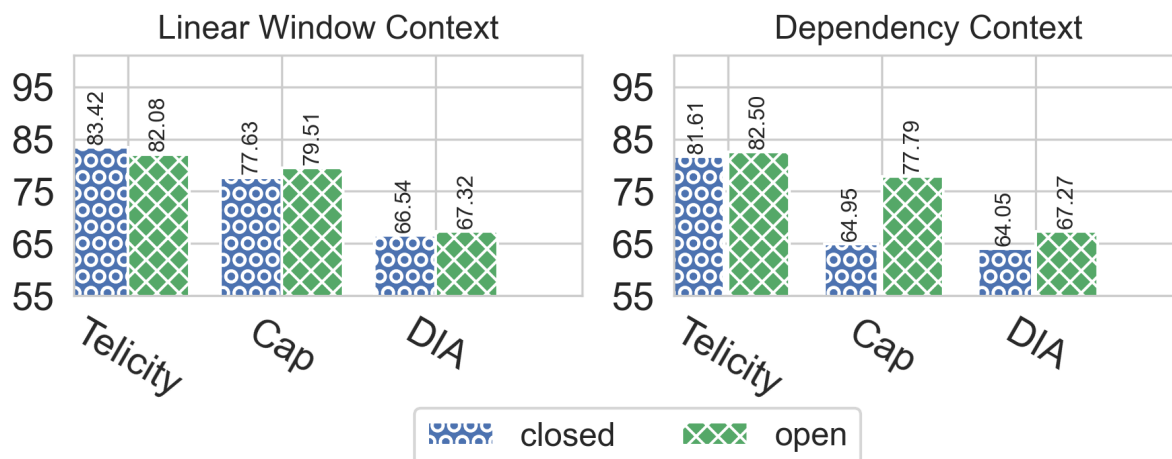 Linear Window Context
Dependency Context
95
85
75
65
55
83.42
82.08
77.63
79.51
66.54
67.32
Telicity
Cap
DIA
95
85
75
65
55
81.61
82.50
64.95
77.79
64.05
67.27
Telicity
Cap
DIA
closed
open